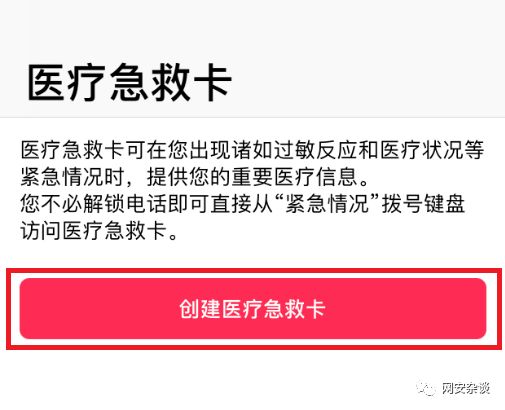 医疗急救卡
医疗急救卡可在您出现诸如过敏反应和医疗状况等
紧急情况时，提供您的重要医疗信息。
您不必解锁电话即可直接从“紧急情况”拨号键盘
访问医疗急救卡。
创建医疗急救卡
网安杂谈